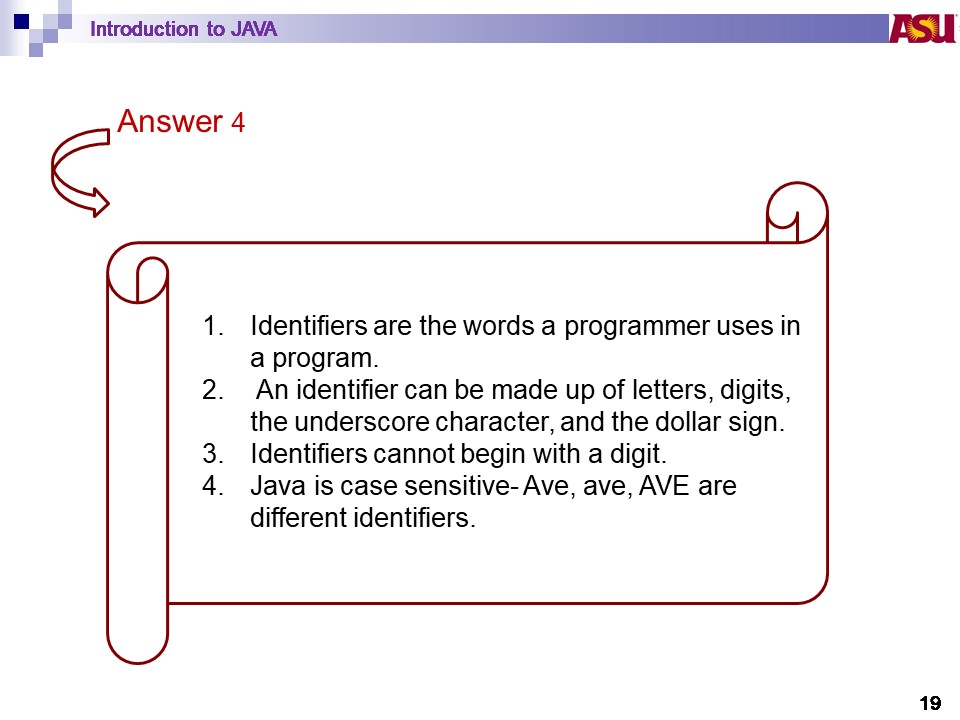 Introduction to JAVA
ASU
Answer 4
1. Identifiers are the words a programmer uses in
a program.
2. An identifier can be made up of letters, digits,
the underscore character, and the dollar sign.
3. Identifiers cannot begin with a digit.
4. Java is case sensitive- Ave, ave, AVE are
different identifiers.
19